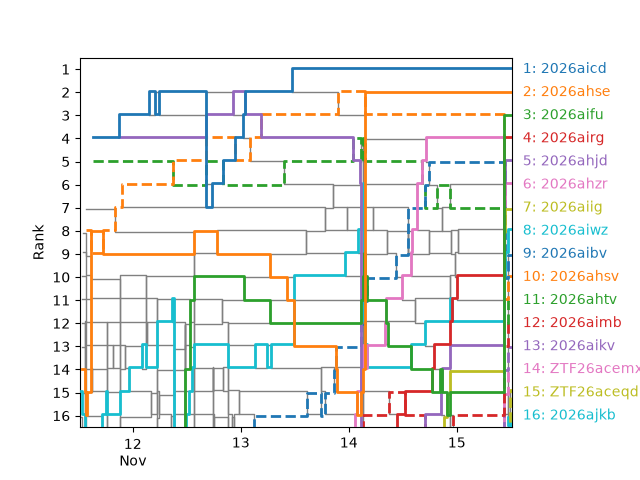 1
2
3
4
5
6
7
8
9
10
11
12
13
14
15
16
Rank
12
13
14
15
Nov
1: 2026aicd
2: 2026ahse
3: 2026aifu
4: 2026airg
5: 2026ahjd
6: 2026ahzr
7: 2026aiig
8: 2026aiwz
9: 2026aibv
10: 2026ahsv
11: 2026ahtv
12: 2026aimb
13: 2026aikv
14: ZTF26acemx
15: ZTF26aceqd
16: 2026ajkb